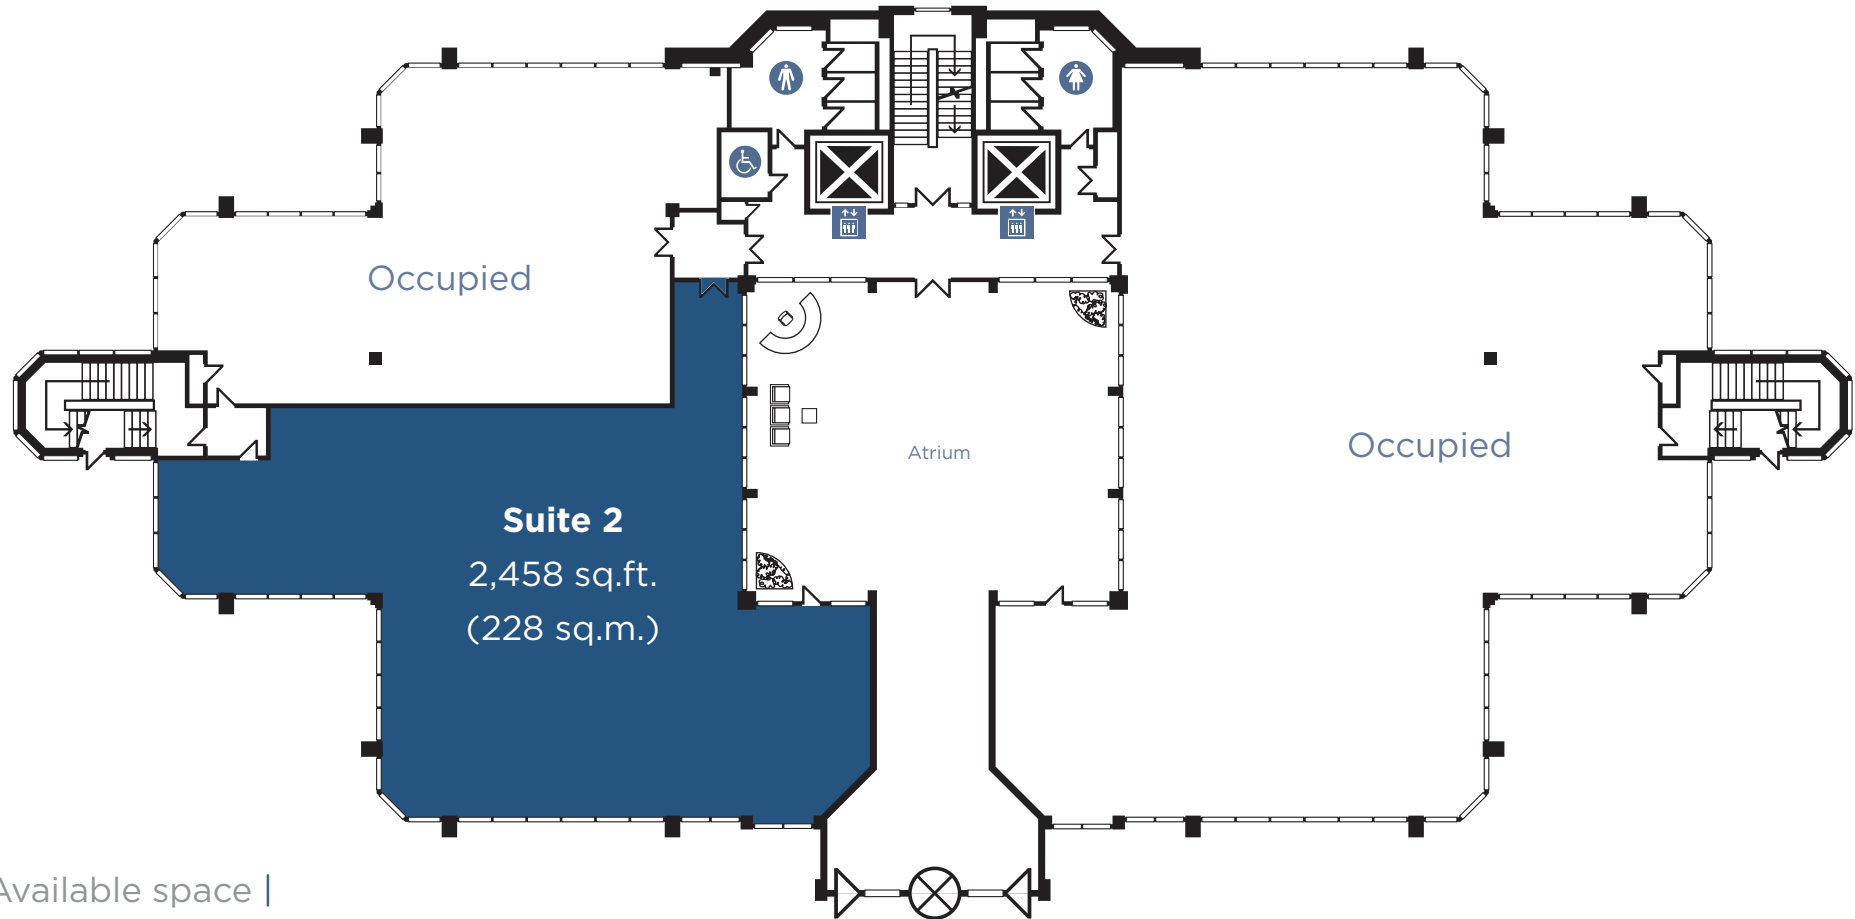 Occupied
Occupied
Atrium
Suite 2
2,458 sq.ft.
(228 sq.m.)
Available space |